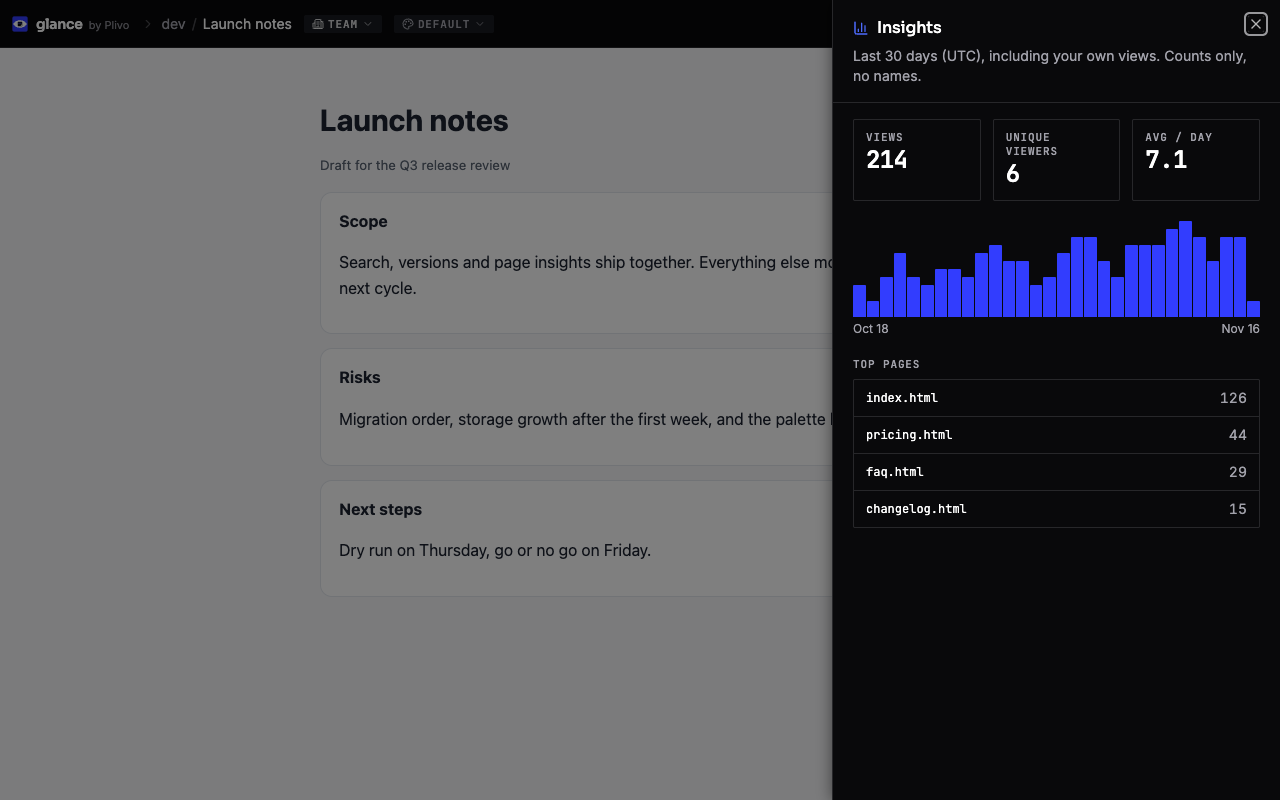 glance by Plivo dev / Launch notes TEAM DEFAULT
Launch notes
Draft for the Q3 release review
Scope
Search, versions and page insights ship together. Everything else
next cycle.
Risks
Migration order, storage growth after the first week, and the palette
Next steps
Dry run on Thursday, go or no go on Friday.
Insights
Last 30 days (UTC), including your own views. Counts only,
no names.
VIEWS
214
UNIQUE
VIEWERS
6
AVG / DAY
7.1
Oct 18
Nov 16
TOP PAGES
index.html 126
pricing.html 44
faq.html 29
changelog.html 15